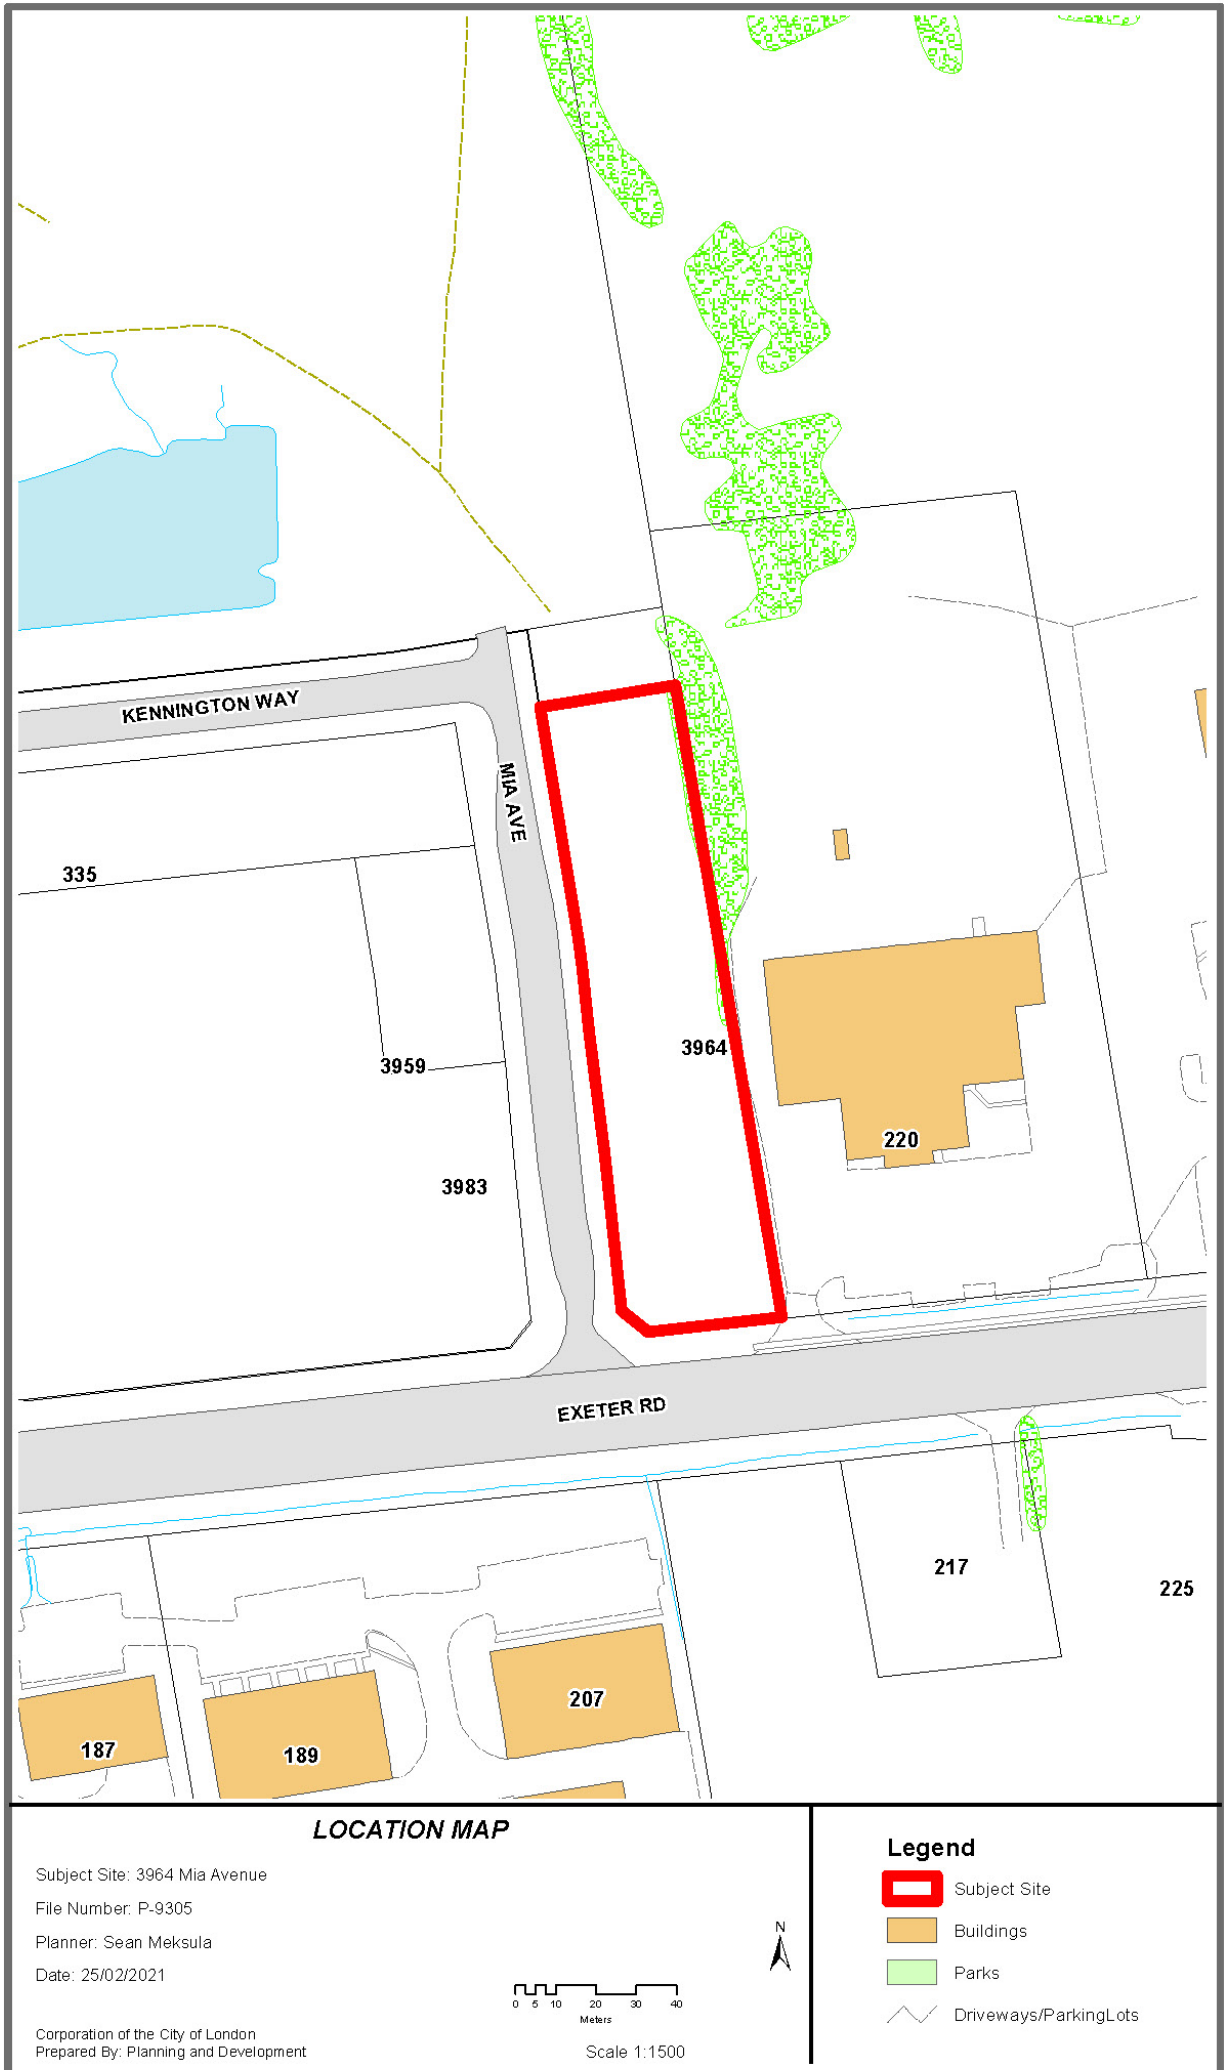 KENNINGTON WAY
MIA AVE
335
3959
3964
220
3983
EXETER RD
217
225
207
187
189
LOCATION MAP
Subject Site: 3964 Mia Avenue
File Number: P-9305
Planner: Sean Meksula
Date: 25/02/2021
Corporation of the City of London
Prepared By: Planning and Development
N
0 5 10 20 30 40
Meters
Scale 1:1500
Legend
Subject Site
Buildings
Parks
Driveways/ParkingLots